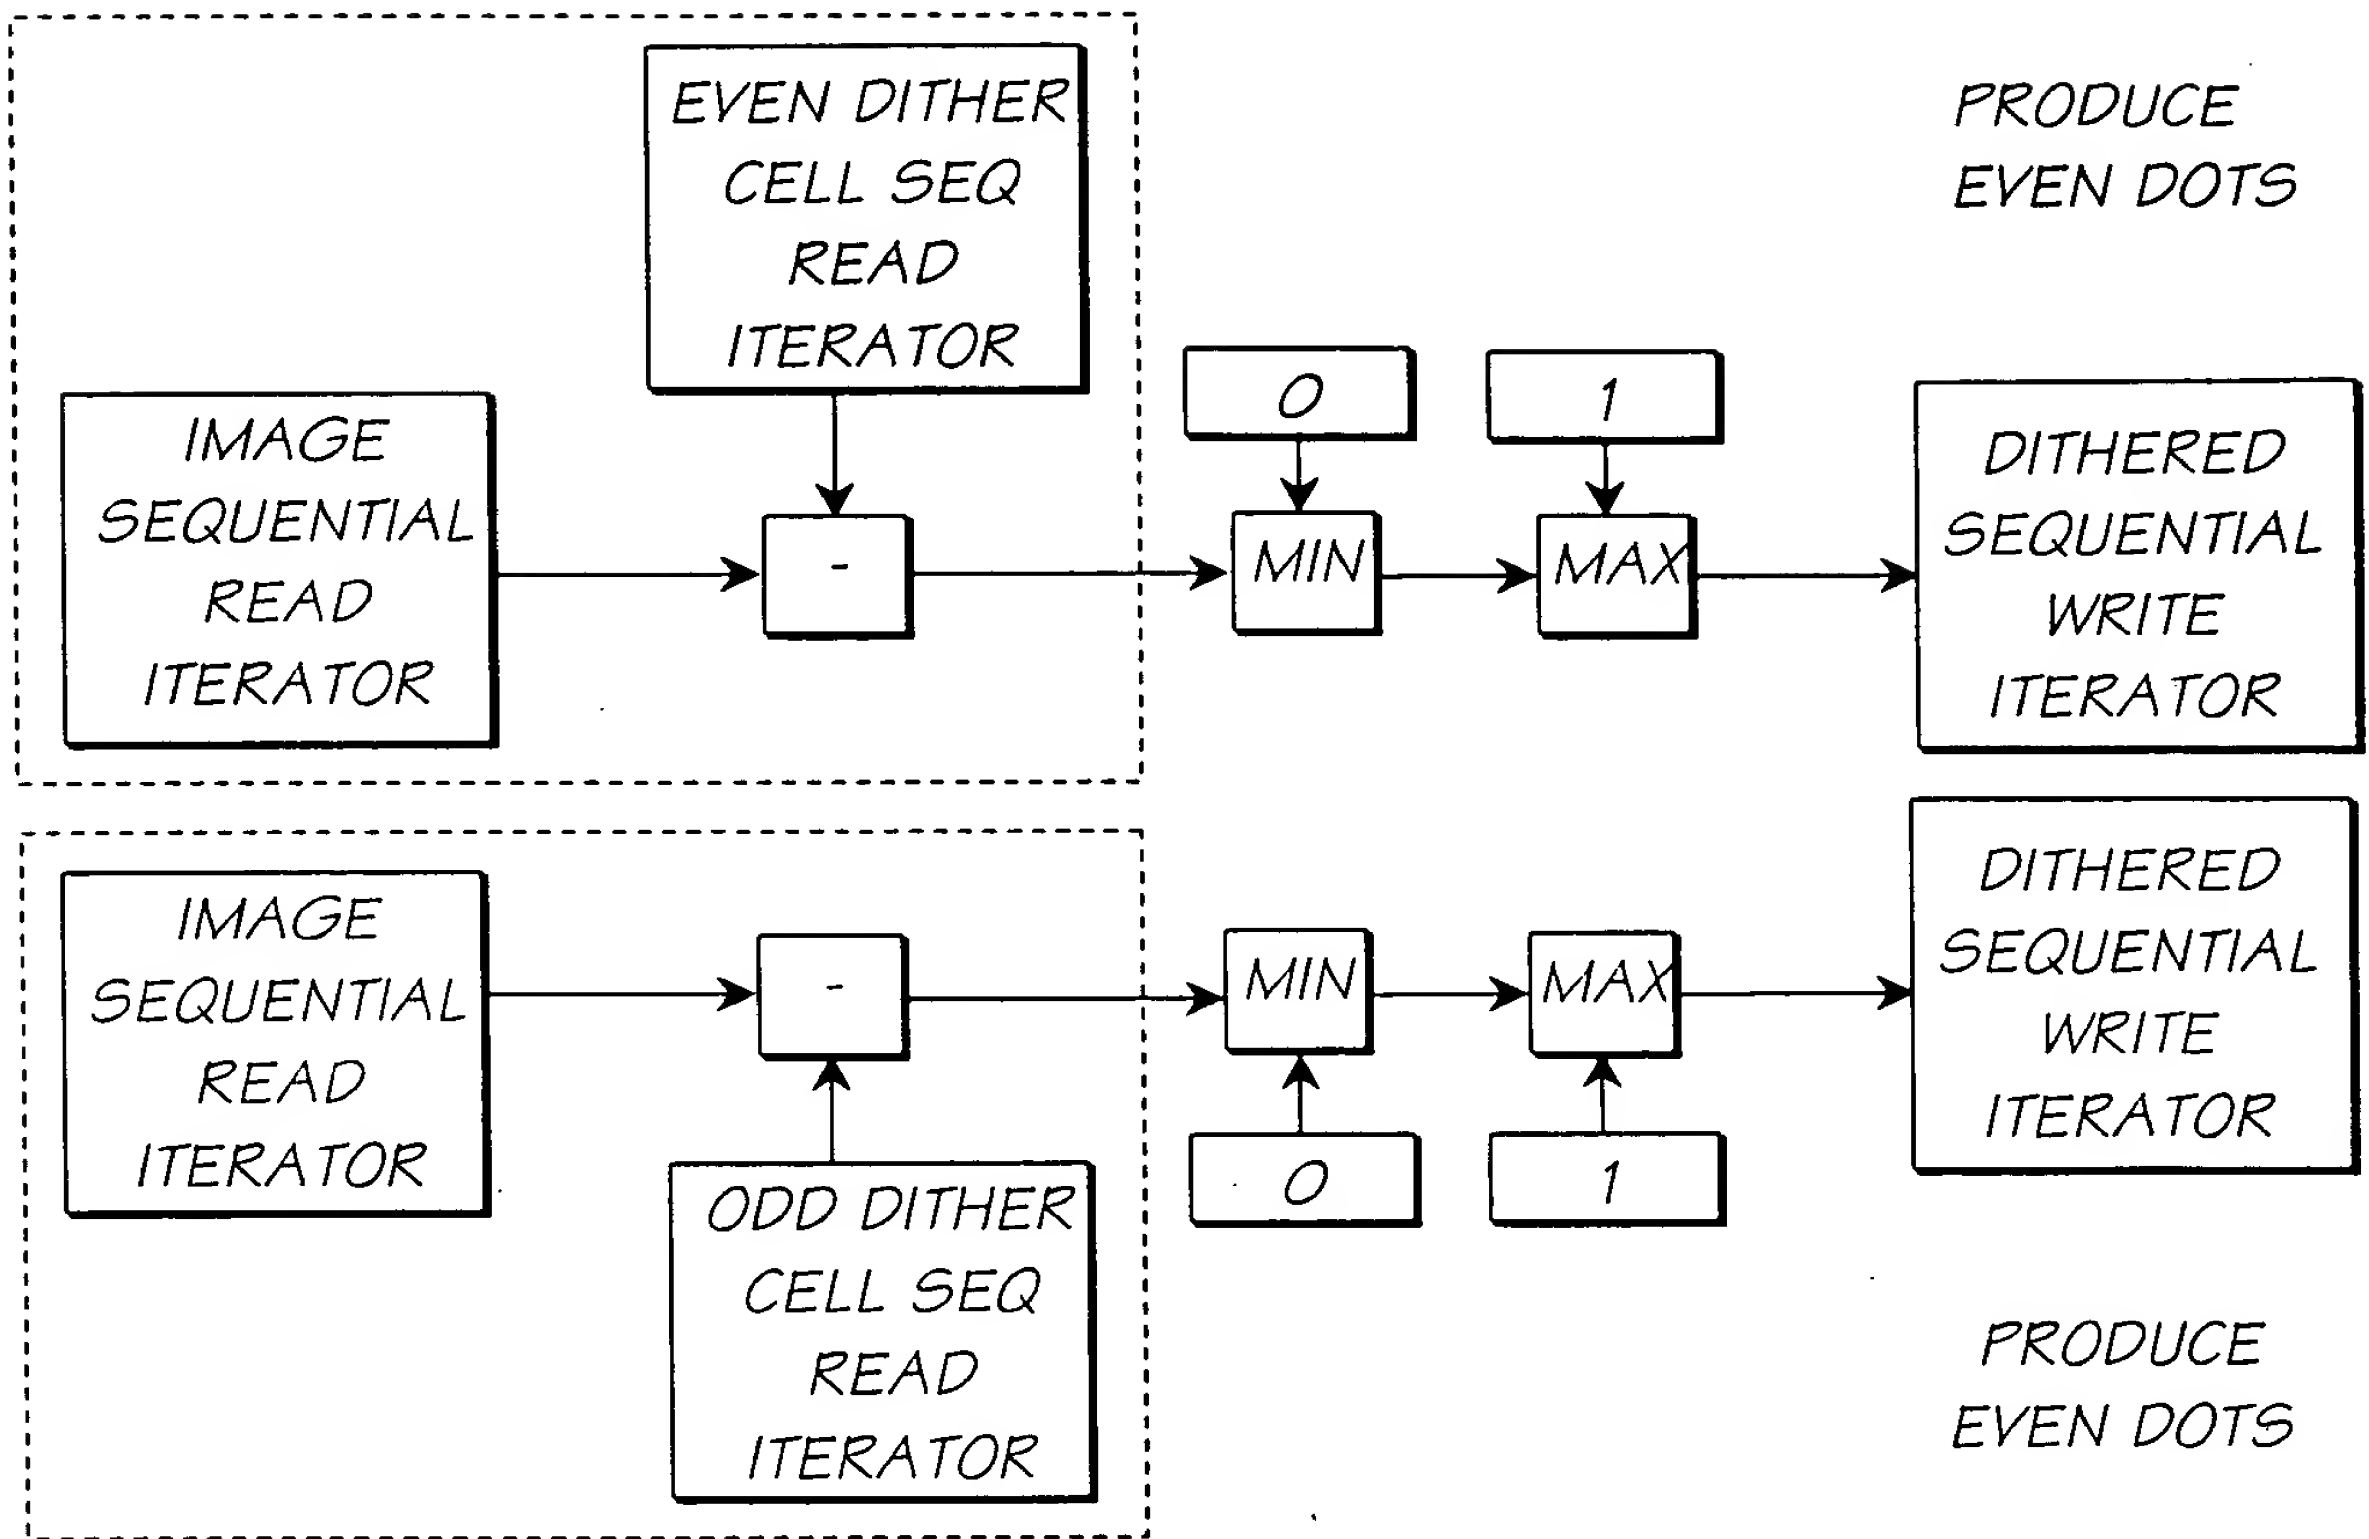 EVEN DITHER
CELL SEQ
READ
ITERATOR
PRODUCE
EVEN DOTS
IMAGE
SEQUENTIAL
READ
ITERATOR
-
0
MIN
1
MAX
DITHERED
SEQUENTIAL
WRITE
ITERATOR
IMAGE
SEQUENTIAL
READ
ITERATOR
-
MIN
MAX
DITHERED
SEQUENTIAL
WRITE
ITERATOR
ODD DITHER
CELL SEQ
READ
ITERATOR
0
1
PRODUCE
EVEN DOTS